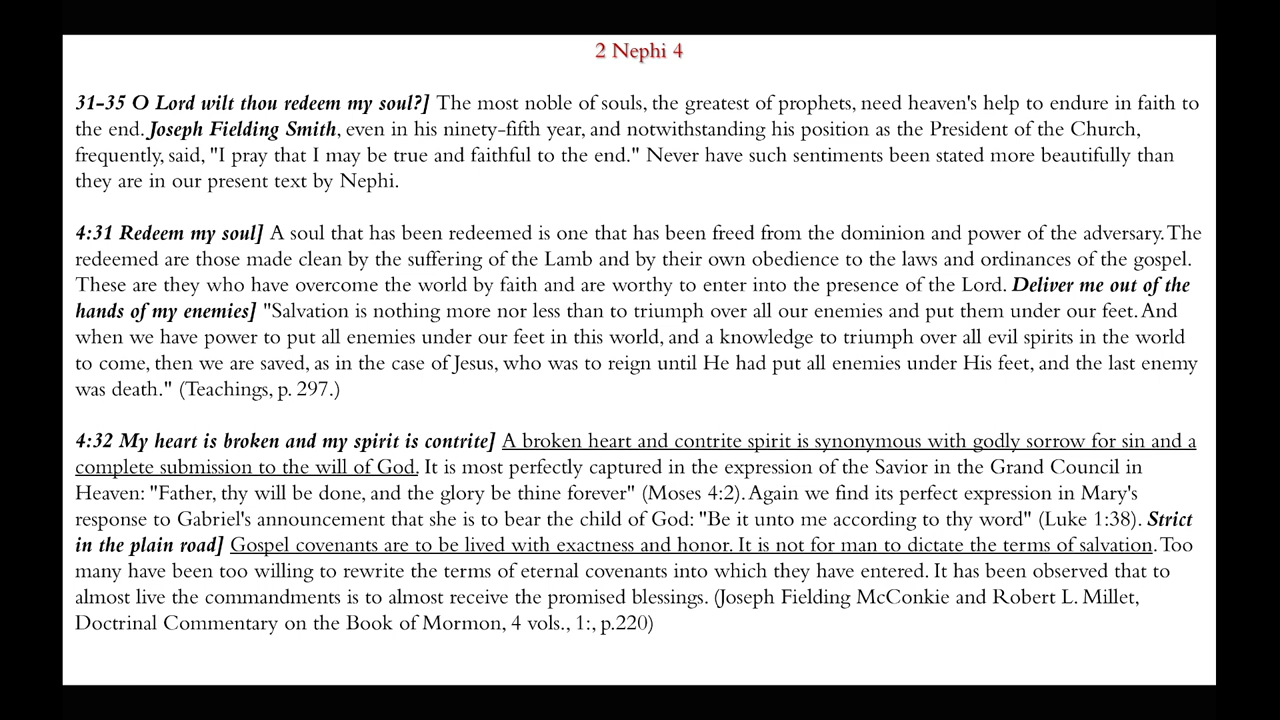 2 Nephi 4
31-35 O Lord wilt thou redeem my soul?] The most noble of souls, the greatest of prophets, need heaven's help to endure in faith to
the end. Joseph Fielding Smith, even in his ninety-fifth year, and notwithstanding his position as the President of the Church,
frequently, said, "I pray that I may be true and faithful to the end." Never have such sentiments been stated more beautifully than
they are in our present text by Nephi.
4:31 Redeem my soul] A soul that has been redeemed is one that has been freed from the dominion and power of the adversary. The
redeemed are those made clean by the suffering of the Lamb and by their own obedience to the laws and ordinances of the gospel.
These are they who have overcome the world by faith and are worthy to enter into the presence of the Lord. Deliver me out of the
hands of my enemies] "Salvation is nothing more nor less than to triumph over all our enemies and put them under our feet. And
when we have power to put all enemies under our feet in this world, and a knowledge to triumph over all evil spirits in the world
to come, then we are saved, as in the case of Jesus, who was to reign until He had put all enemies under His feet, and the last enemy
was death." (Teachings, p. 297.)
4:32 My heart is broken and my spirit is contrite] A broken heart and contrite spirit is synonymous with godly sorrow for sin and a
complete submission to the will of God. It is most perfectly captured in the expression of the Savior in the Grand Council in
Heaven: "Father, thy will be done, and the glory be thine forever" (Moses 4:2). Again we find its perfect expression in Mary's
response to Gabriel's announcement that she is to bear the child of God: "Be it unto me according to thy word" (Luke 1:38). Strict
in the plain road] Gospel covenants are to be lived with exactness and honor. It is not for man to dictate the terms of salvation. Too
many have been too willing to rewrite the terms of eternal covenants into which they have entered. It has been observed that to
almost live the commandments is to almost receive the promised blessings. (Joseph Fielding McConkie and Robert L. Millet,
Doctrinal Commentary on the Book of Mormon, 4 vols., 1:, p.220)